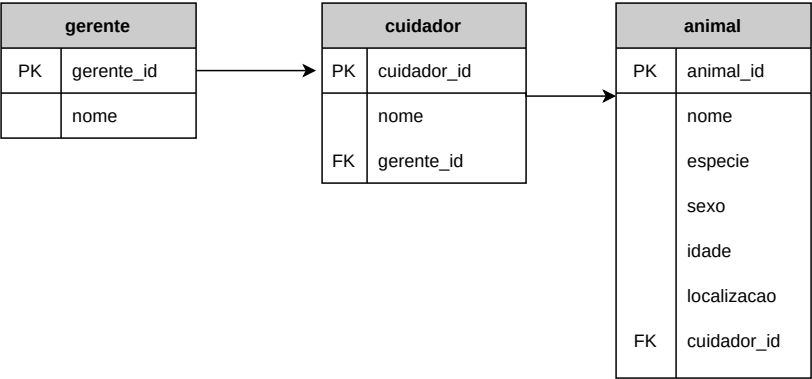 gerente
PK gerente_id
nome
cuidador
PK cuidador_id
nome
FK gerente_id
animal
PK animal_id
nome
especie
sexo
idade
localizacao
FK cuidador_id